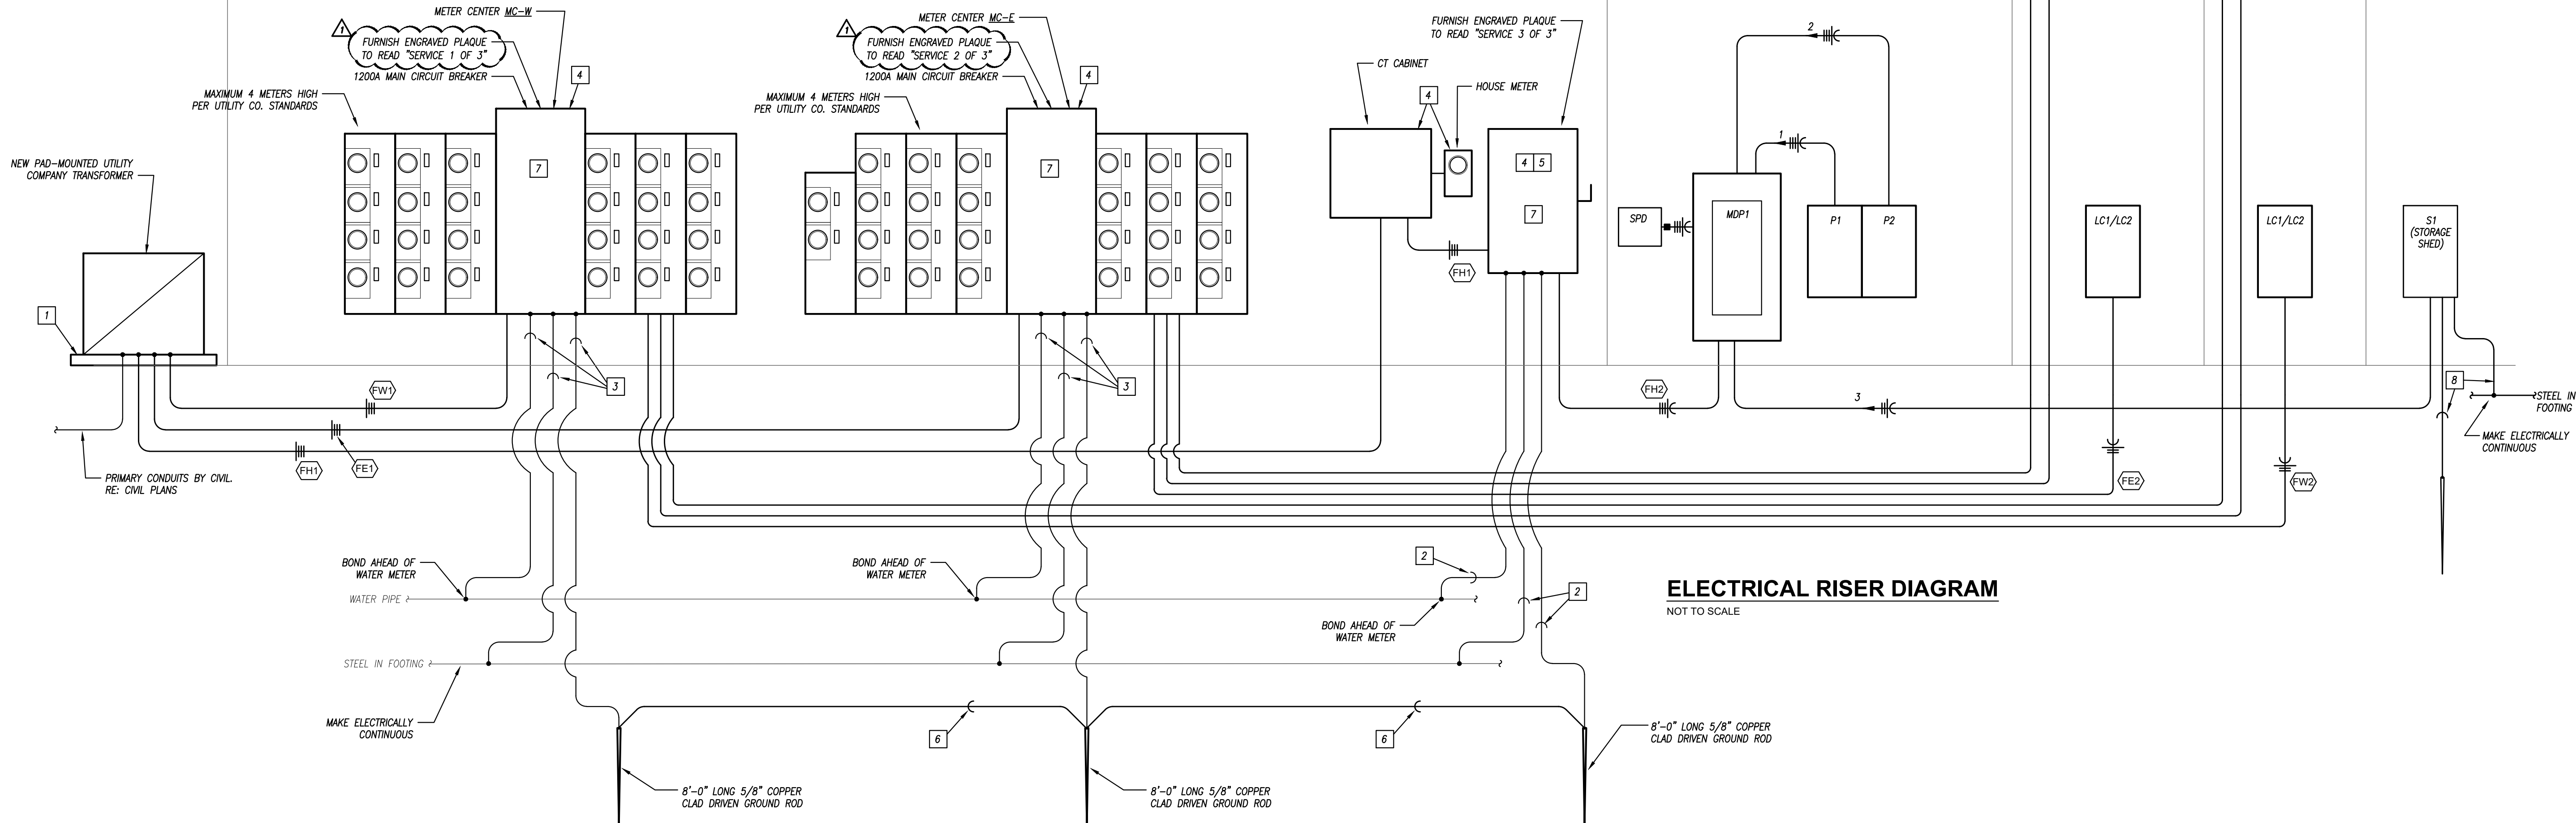 METER CENTER MC-W
1
FURNISH ENGRAVED PLAQUE
TO READ "SERVICE 1 OF 3"
1200A MAIN CIRCUIT BREAKER
4
MAXIMUM 4 METERS HIGH
PER UTILITY CO. STANDARDS
7
METER CENTER MC-E
1
FURNISH ENGRAVED PLAQUE
TO READ "SERVICE 2 OF 3"
1200A MAIN CIRCUIT BREAKER
4
MAXIMUM 4 METERS HIGH
PER UTILITY CO. STANDARDS
7
FURNISH ENGRAVED PLAQUE
TO READ "SERVICE 3 OF 3"
CT CABINET
4
HOUSE METER
4 5
7
FH1
2
1
SPD
MDP1
P1
P2
LC1/LC2
LC1/LC2
S1
(STORAGE
SHED)
NEW PAD-MOUNTED UTILITY
COMPANY TRANSFORMER
1
FW1
3
3
FH2
3
8
STEEL IN
FOOTING
MAKE ELECTRICALLY
CONTINUOUS
PRIMARY CONDUITS BY CIVIL.
RE: CIVIL PLANS
FH1
FE1
FE2
FW2
BOND AHEAD OF
WATER METER
BOND AHEAD OF
WATER METER
2
2
WATER PIPE
BOND AHEAD OF
WATER METER
ELECTRICAL RISER DIAGRAM
NOT TO SCALE
STEEL IN FOOTING
MAKE ELECTRICALLY
CONTINUOUS
6
6
8'-0" LONG 5/8" COPPER
CLAD DRIVEN GROUND ROD
8'-0" LONG 5/8" COPPER
CLAD DRIVEN GROUND ROD
8'-0" LONG 5/8" COPPER
CLAD DRIVEN GROUND ROD